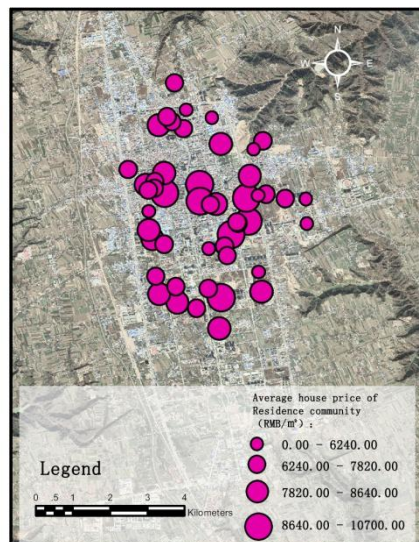 N
W E
S
Average house price of
Residence community
(RMB/m²):
0.00 - 6240.00
6240.00 - 7820.00
7820.00 - 8640.00
8640.00 - 10700.00
Legend
0 0.5 1 2 3 4
Kilometers